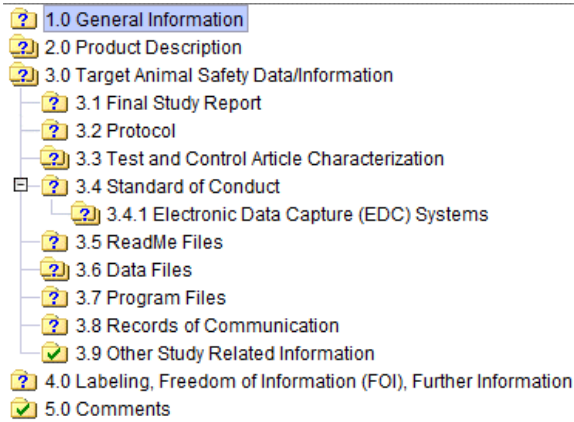 1.0 General Information
2.0 Product Description
3.0 Target Animal Safety Data/Information
3.1 Final Study Report
3.2 Protocol
3.3 Test and Control Article Characterization
3.4 Standard of Conduct
3.4.1 Electronic Data Capture (EDC) Systems
3.5 ReadMe Files
3.6 Data Files
3.7 Program Files
3.8 Records of Communication
3.9 Other Study Related Information
4.0 Labeling, Freedom of Information (FOI), Further Information
5.0 Comments